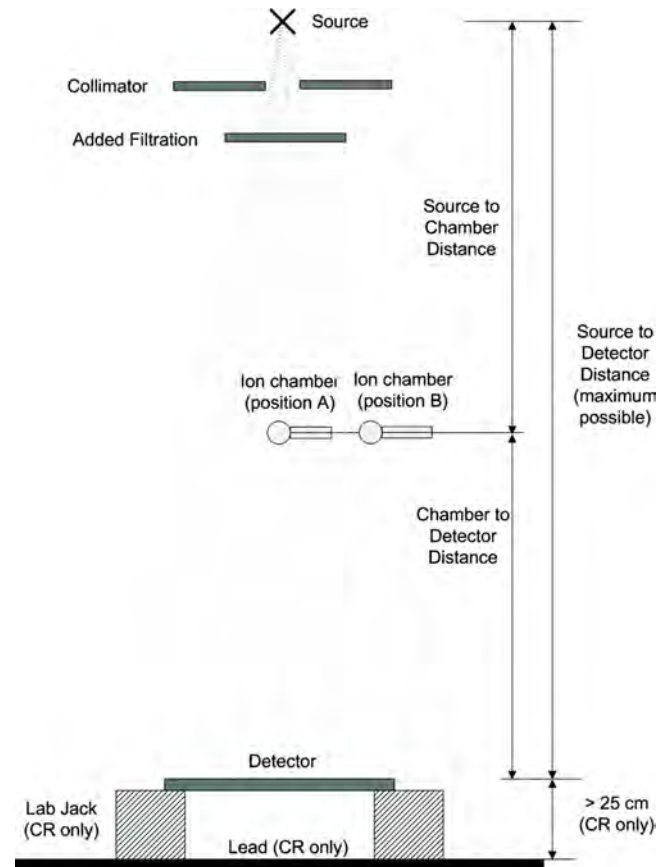 Source
Collimator
Added Filtration
Source to
Chamber
Distance
Source to
Detector
Distance
(maximum
possible)
Ion chamber
(position A)
Ion chamber
(position B)
Chamber to
Detector
Distance
Detector
Lab Jack
(CR only)
Lead (CR only)
> 25 cm
(CR only)